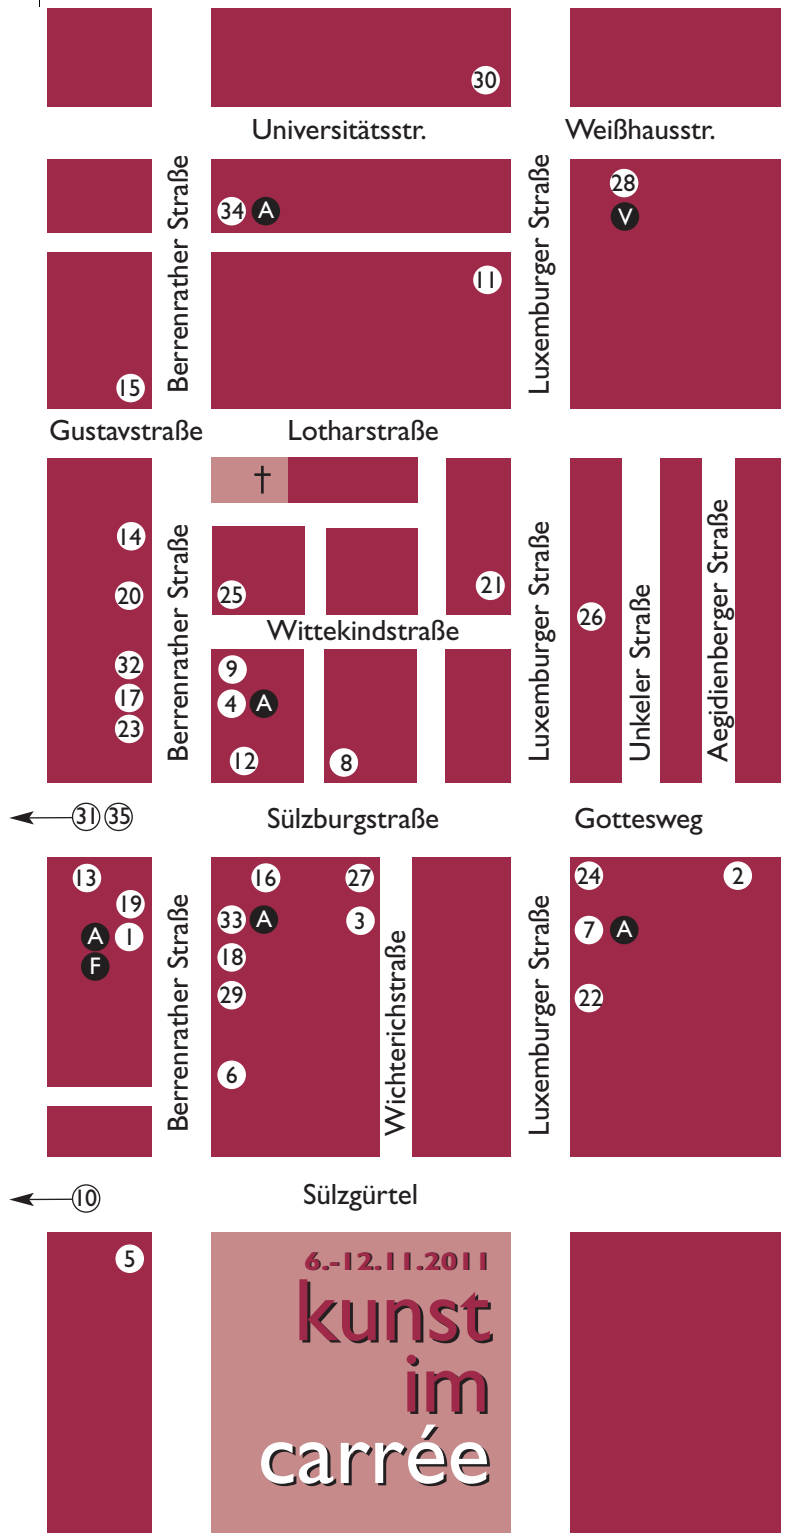 30
Universitätsstr.
Weißhausstr.
Berrenrather Straße
34 A
Luxemburger Straße
28
V
11
15
Gustavstraße
Lotharstraße
†
14
20
32
17
23
Berrenrather Straße
25
21
Wittekindstraße
9
4 A
12
8
Luxemburger Straße
26
Unkeler Straße
Aegidienberger Straße
31 35
Sülzburgstraße
Gottesweg
13
19
A 1
F
Berrenrather Straße
16
27
33 A
3
18
29
6
Wichterichstraße
Luxemburger Straße
24
2
7 A
22
10
Sülzgürtel
5
6.-12.11.2011
kunst
im
carrée